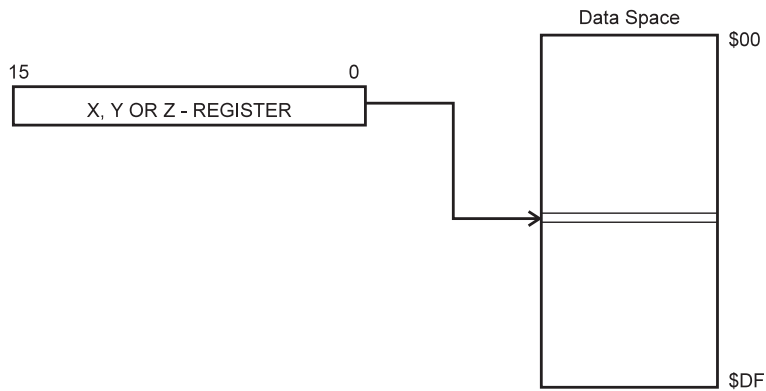 Data Space
$00
15
0
X, Y OR Z - REGISTER
$DF